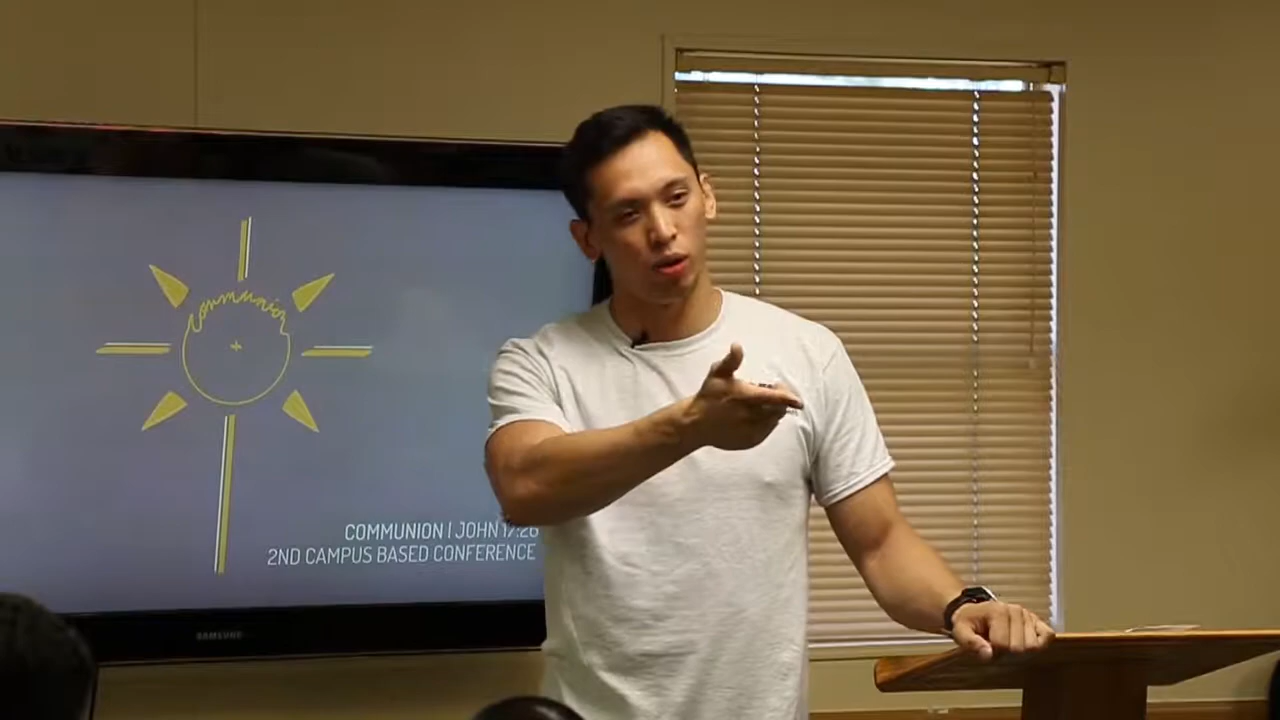 Communion
COMMUNION | JOHN 17:26
2ND CAMPUS BASED CONFERENCE
SAMSUNG